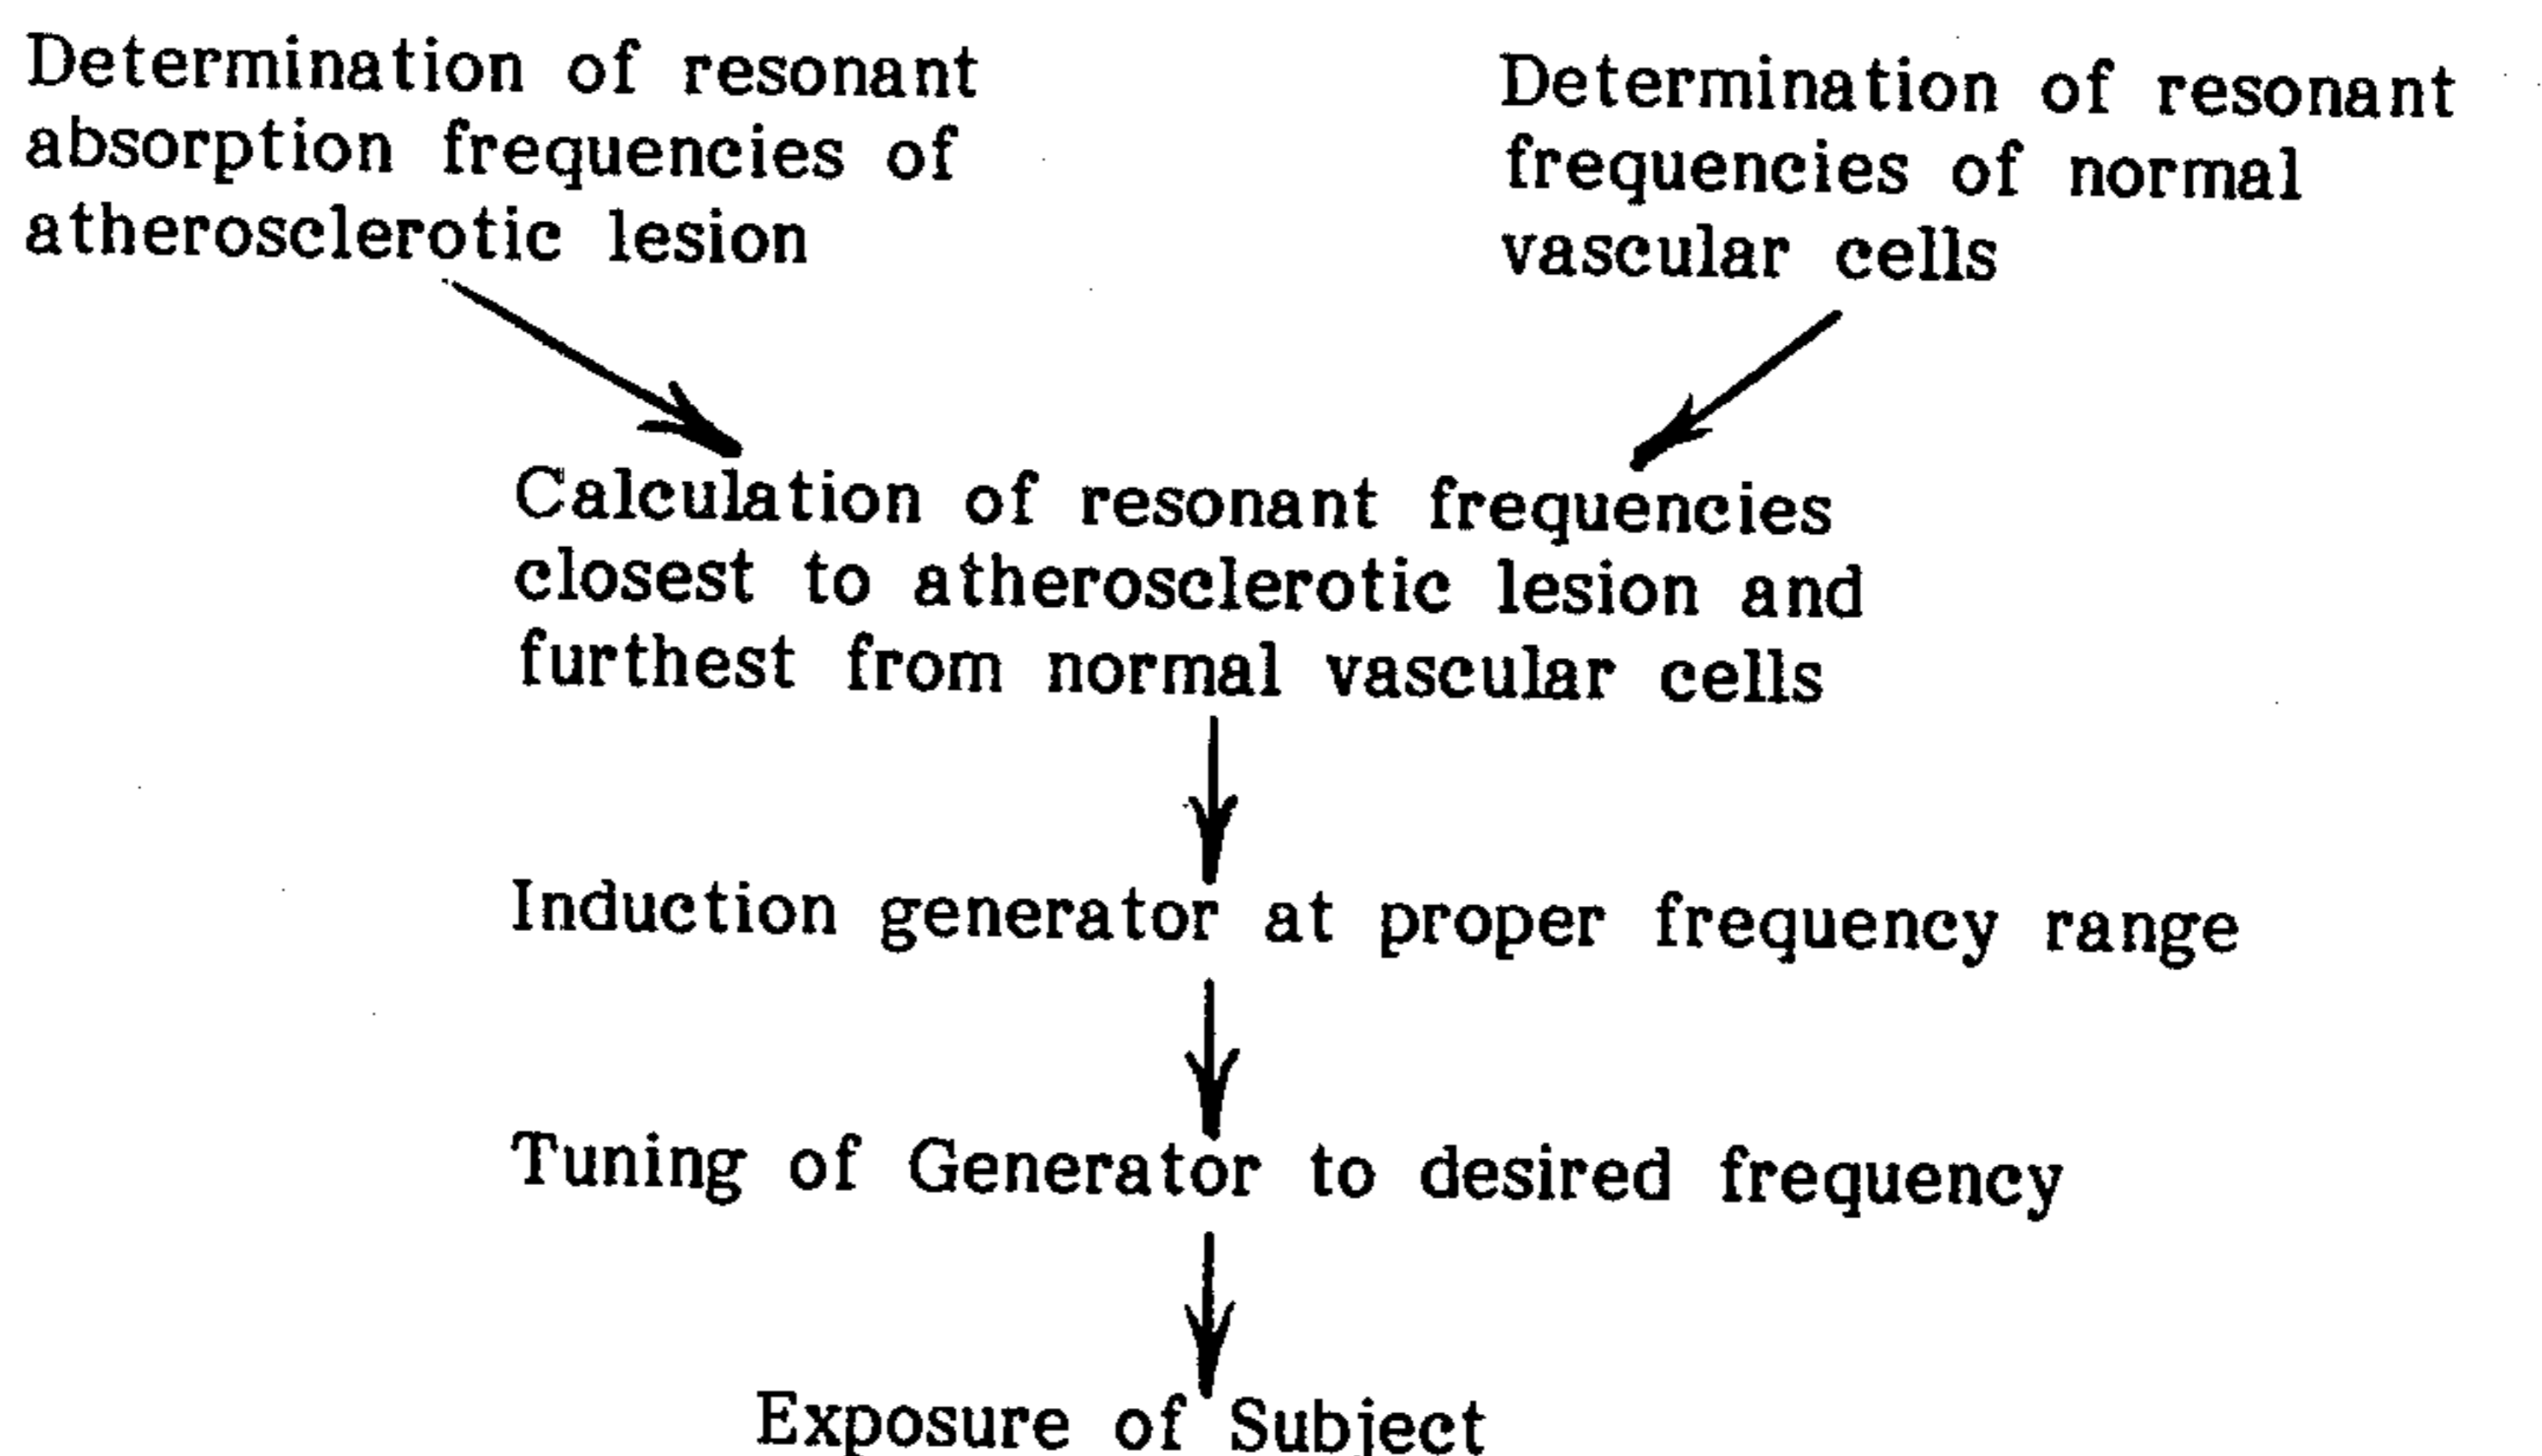 Determination of resonant
absorption frequencies of
atherosclerotic lesion
Determination of resonant
frequencies of normal
vascular cells
Calculation of resonant frequencies
closest to atherosclerotic lesion and
furthest from normal vascular cells
Induction generator at proper frequency range
Tuning of Generator to desired frequency
Exposure of Subject